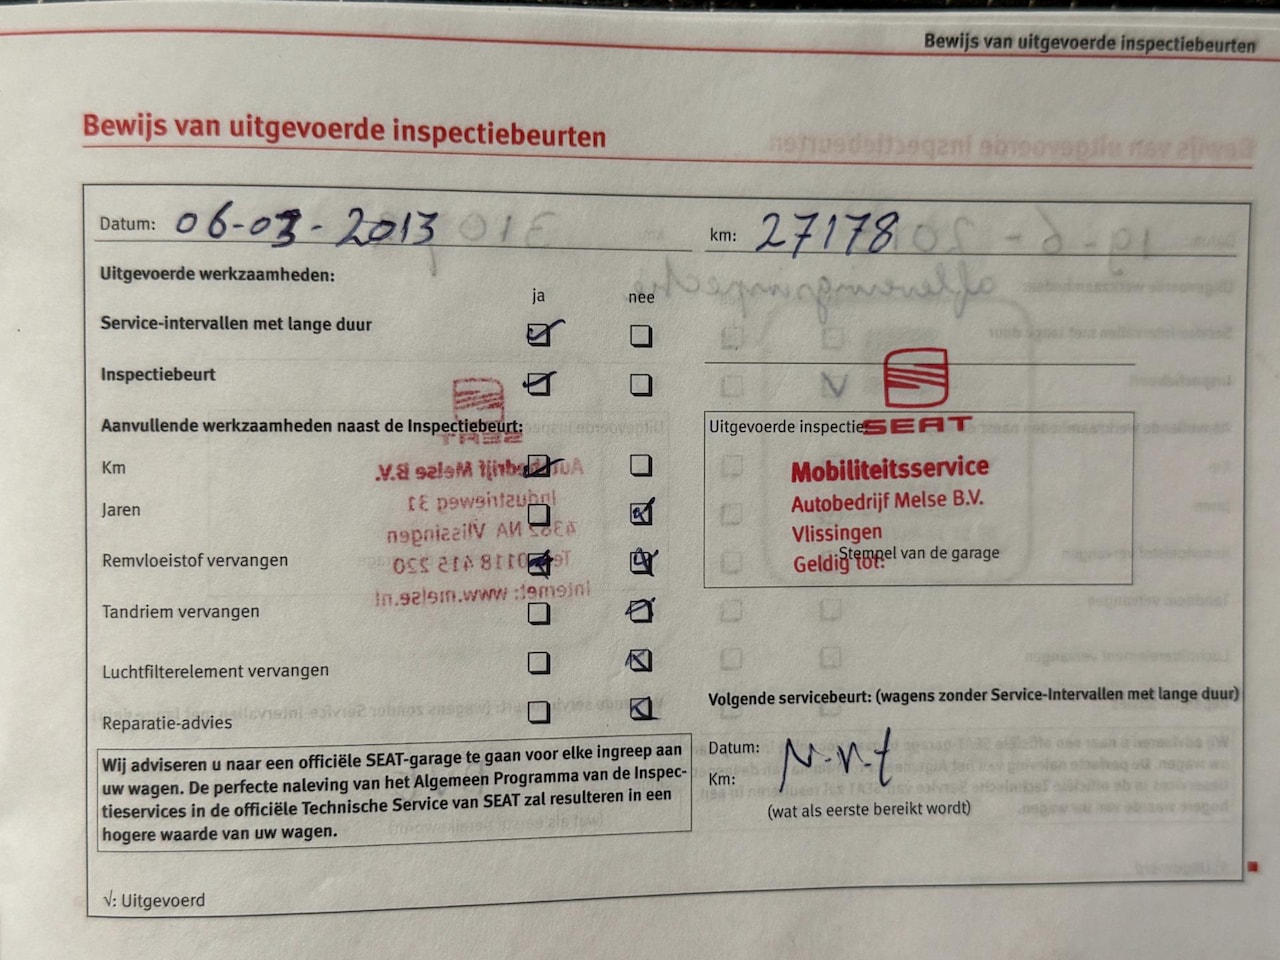 Bewijs van uitgevoerde inspectiebeurten
Bewijs van uitgevoerde inspectiebeurten
Datum: 06-03-2013
km: 27178
Uitgevoerde werkzaamheden:
ja nee
Service-intervallen met lange duur
Inspectiebeurt
Aanvullende werkzaamheden naast de Inspectiebeurt:
Km
Jaren
Remvloeistof vervangen
Tandriem vervangen
Luchtfilterelement vervangen
Reparatie-advies
Wij adviseren u naar een officiële SEAT-garage te gaan voor elke ingreep aan
uw wagen. De perfecte naleving van het Algemeen Programma van de Inspec-
tieservices in de officiële Technische Service van SEAT zal resulteren in een
hogere waarde van uw wagen.
√: Uitgevoerd
Uitgevoerde inspectie
SEAT
Mobiliteitsservice
Autobedrijf Melse B.V.
Vlissingen
Stempel van de garage
Geldig tot:
Volgende servicebeurt: (wagens zonder Service-Intervallen met lange duur)
Datum:
Km:
N-v-t
(wat als eerste bereikt wordt)